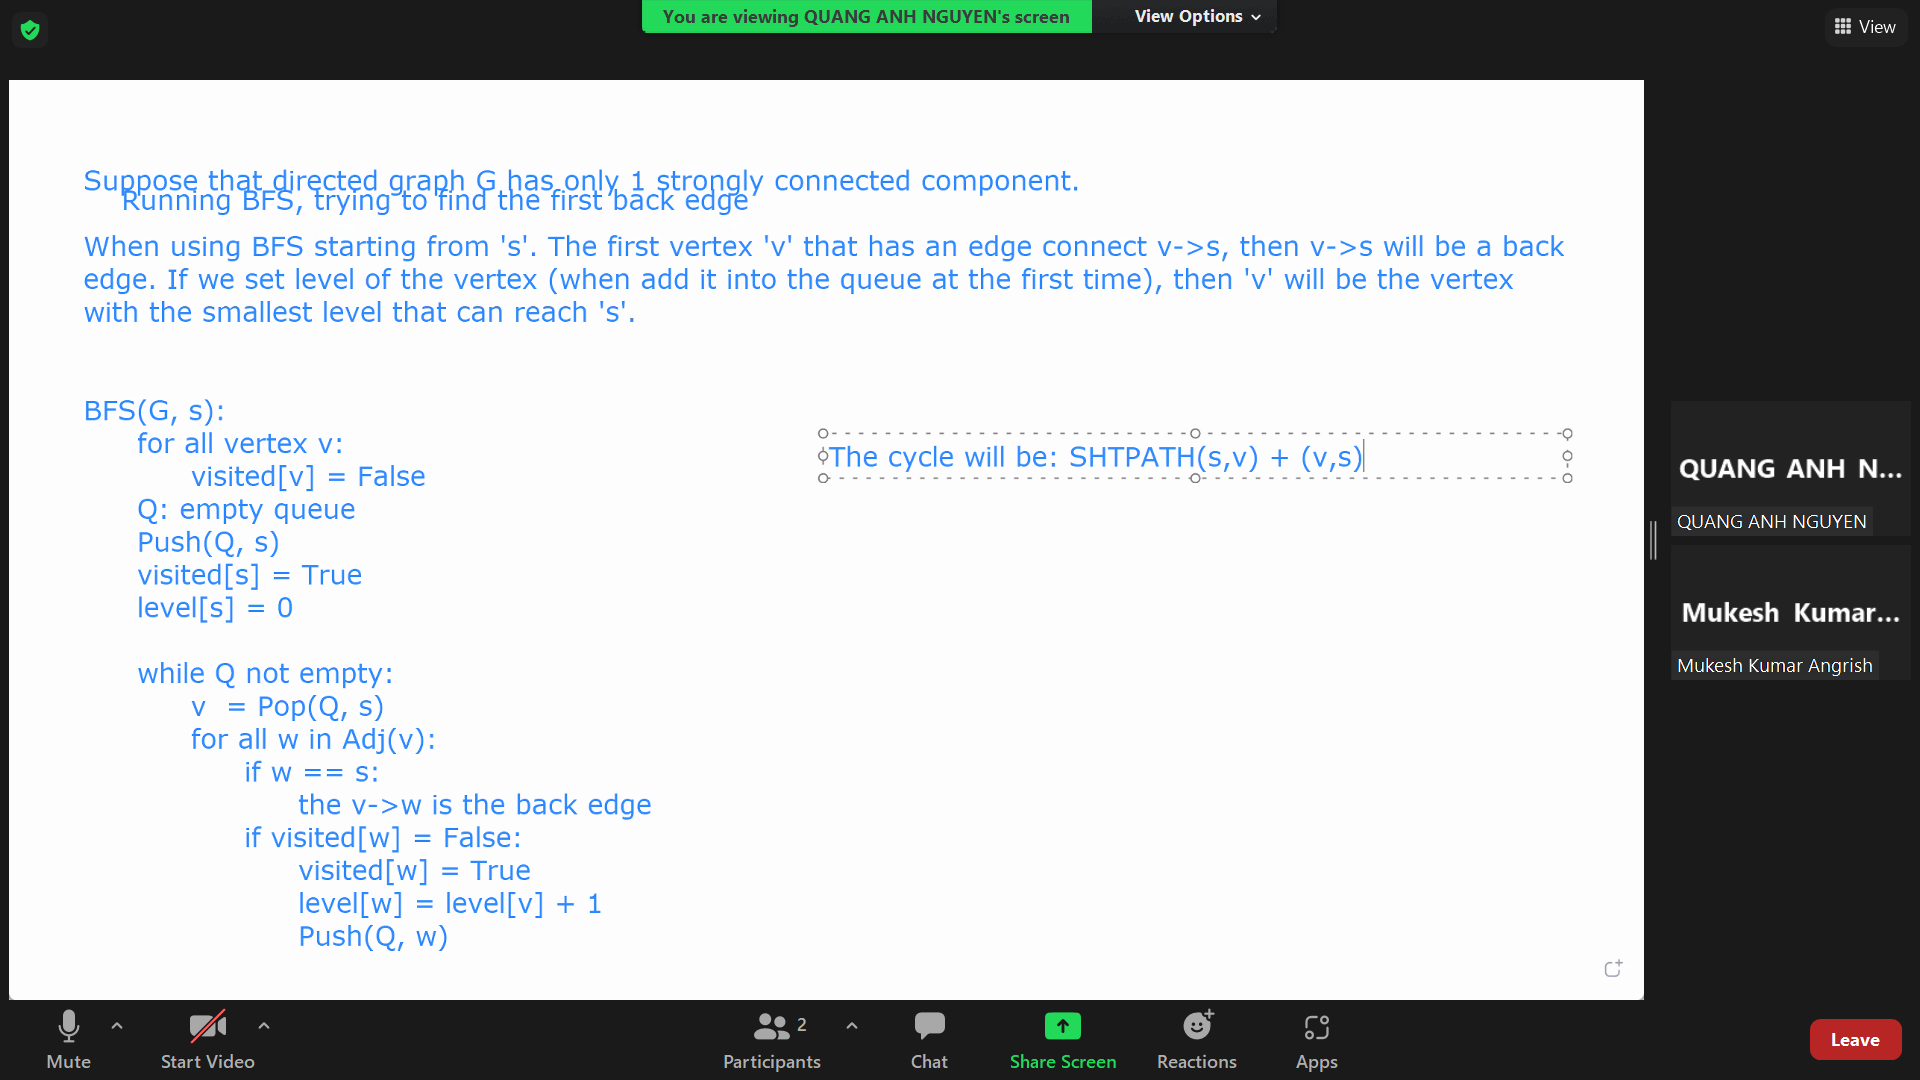 You are viewing QUANG ANH NGUYEN's screen
View Options
View
Suppose that directed graph G has only 1 strongly connected component.
Running BFS, trying to find the first back edge
When using BFS starting from 's'. The first vertex 'v' that has an edge connect v->s, then v->s will be a back
edge. If we set level of the vertex (when add it into the queue at the first time), then 'v' will be the vertex
with the smallest level that can reach 's'.
BFS(G, s):
for all vertex v:
visited[v] = False
Q: empty queue
Push(Q, s)
visited[s] = True
level[s] = 0
while Q not empty:
v = Pop(Q, s)
for all w in Adj(v):
if w == s:
the v->w is the back edge
if visited[w] = False:
visited[w] = True
level[w] = level[v] + 1
Push(Q, w)
The cycle will be: SHTPATH(s,v) + (v,s)
QUANG ANH N...
QUANG ANH NGUYEN
Mukesh Kumar...
Mukesh Kumar Angrish
Mute
Start Video
2
Participants
Chat
Share Screen
Reactions
Apps
Leave